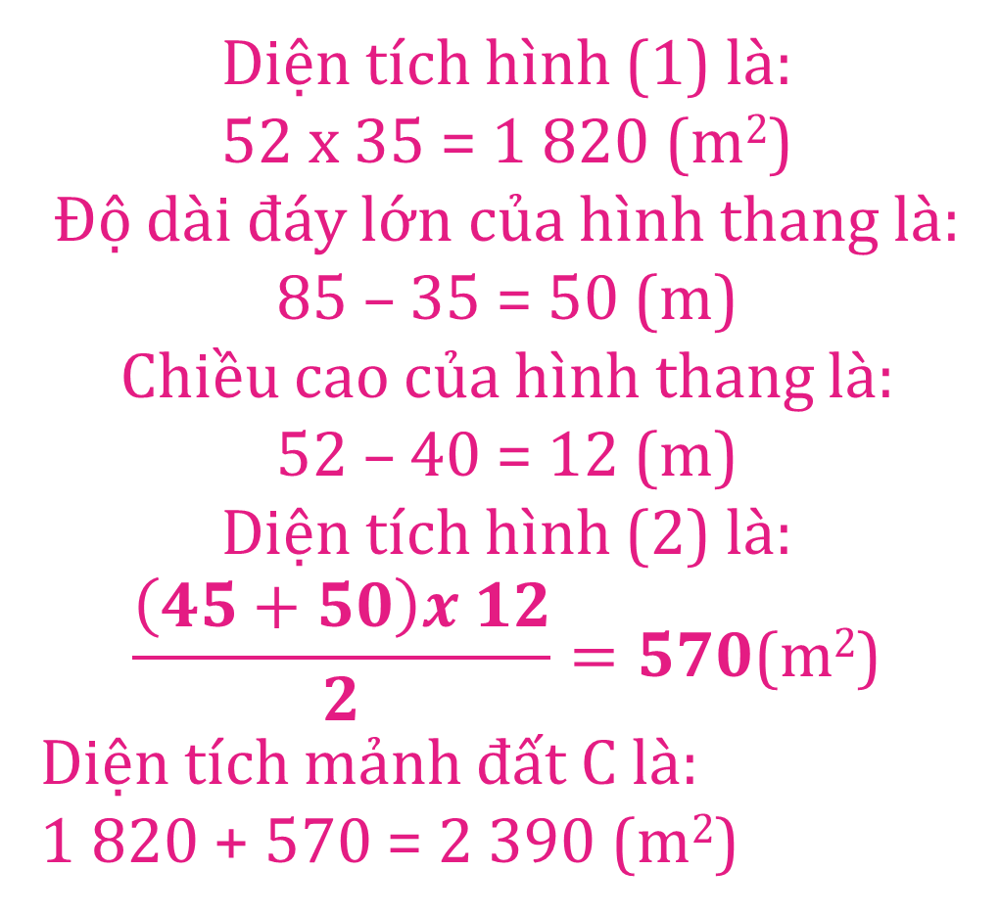 Diện tích hình (1) là:
52 x 35 = 1 820 (m²)
Độ dài đáy lớn của hình thang là:
85 – 35 = 50 (m)
Chiều cao của hình thang là:
52 – 40 = 12 (m)
Diện tích hình (2) là:
(45 + 50)x 12
2
= 570(m²)
Diện tích mảnh đất C là:
1 820 + 570 = 2 390 (m²)